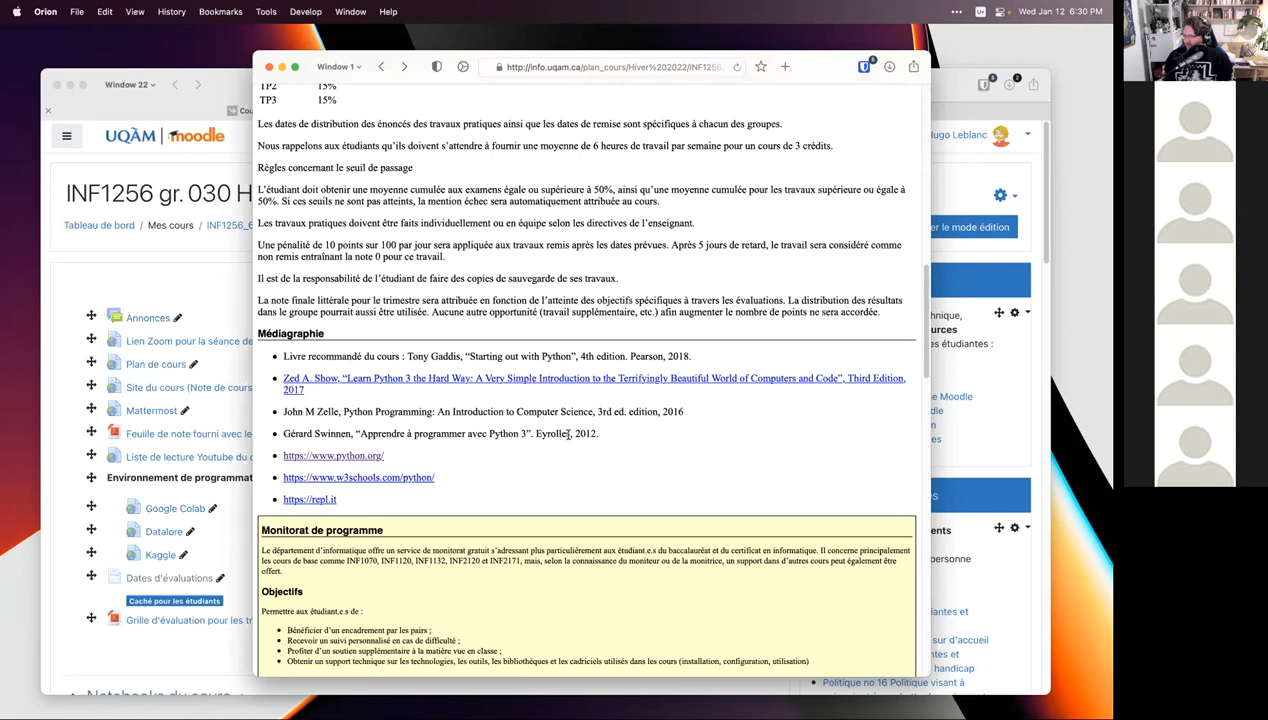 Orion File Edit View History Bookmarks Tools Develop Window Help
Wed Jan 12 6:30 PM
Window 22
Window 1
http://info.uqam.ca/plan_cours/Hiver%202022/INF1256
Cou
UQÀM moodle
Hugo Leblanc
INF1256 gr. 030 H
Tableau de bord / Mes cours / INF1256_6
er le mode édition
Annonces
Lien Zoom pour la séance de
Plan de cours
Site du cours (Note de cours
Mattermost
Feuille de note fourni avec le
Liste de lecture Youtube du c
Environnement de programmat
Google Colab
Datalore
Kaggle
Dates d'évaluations
Caché pour les étudiants
Grille d'évaluation pour les tr
Notebooks du cours
TP2 15%
TP3 15%
Les dates de distribution des énoncés des travaux pratiques ainsi que les dates de remise sont spécifiques à chacun des groupes.
Nous rappelons aux étudiants qu'ils doivent s'attendre à fournir une moyenne de 6 heures de travail par semaine pour un cours de 3 crédits.
Règles concernant le seuil de passage
L'étudiant doit obtenir une moyenne cumulée aux examens égale ou supérieure à 50%, ainsi qu'une moyenne cumulée pour les travaux supérieure ou égale à
50%. Si ces seuils ne sont pas atteints, la mention échec sera automatiquement attribuée au cours.
Les travaux pratiques doivent être faits individuellement ou en équipe selon les directives de l'enseignant.
Une pénalité de 10 points sur 100 par jour sera appliquée aux travaux remis après les dates prévues. Après 5 jours de retard, le travail sera considéré comme
non remis entraînant la note 0 pour ce travail.
Il est de la responsabilité de l'étudiant de faire des copies de sauvegarde de ses travaux.
La note finale littérale pour le trimestre sera attribuée en fonction de l'atteinte des objectifs spécifiques à travers les évaluations. La distribution des résultats
dans le groupe pourrait aussi être utilisée. Aucune autre opportunité (travail supplémentaire, etc.) afin augmenter le nombre de points ne sera accordée.
Médiagraphie
Livre recommandé du cours : Tony Gaddis, “Starting out with Python”, 4th edition. Pearson, 2018.
Zed A. Show, “Learn Python 3 the Hard Way: A Very Simple Introduction to the Terrifyingly Beautiful World of Computers and Code”, Third Edition,
2017
John M Zelle, Python Programming: An Introduction to Computer Science, 3rd ed. edition, 2016
Gérard Swinnen, “Apprendre à programmer avec Python 3”. Eyrolles, 2012.
https://www.python.org/
https://www.w3schools.com/python/
https://repl.it
Monitorat de programme
Le département d'informatique offre un service de monitorat gratuit s'adressant plus particulièrement aux étudiant.e.s du baccalauréat et du certificat en informatique. Il concerne principalement
les cours de base comme INF1070, INF1120, INF1132, INF2120 et INF2171, mais, selon la connaissance du moniteur ou de la monitrice, un support dans d'autres cours peut également être
offert.
Objectifs
Permettre aux étudiant.e.s de :
Bénéficier d'un encadrement par les pairs ;
Recevoir un suivi personnalisé en cas de difficulté ;
Profiter d'un soutien supplémentaire à la matière vue en classe ;
Obtenir un support technique sur les technologies, les outils, les bibliothèques et les cadriciels utilisés dans les cours (installation, configuration, utilisation)
chnique,
ources
es étudiantes :
e Moodle
ents
personne
udiantes et
sur d'accueil
entes et
handicap
Politique no 16 Politique visant à